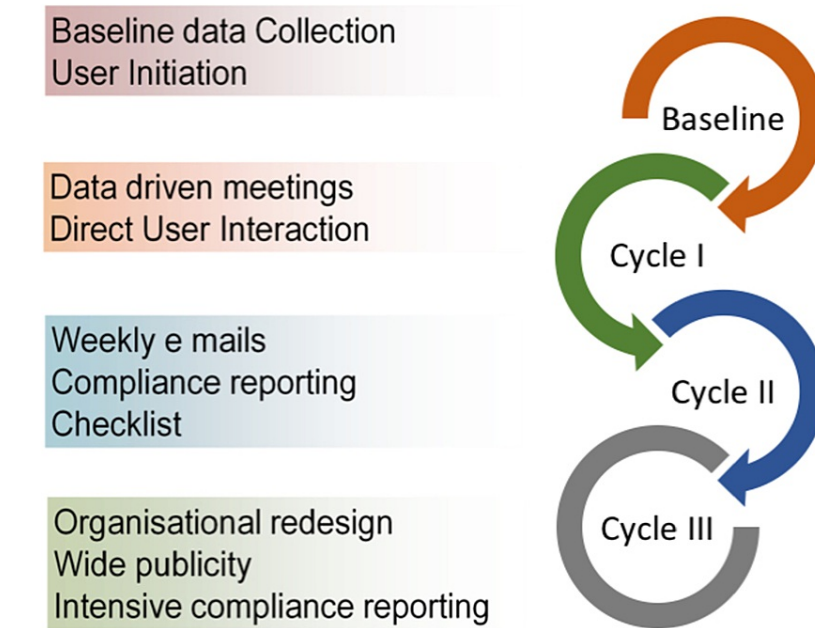 Baseline data Collection
User Initiation
Baseline
Data driven meetings
Direct User Interaction
Cycle I
Weekly e mails
Compliance reporting
Checklist
Cycle II
Organisational redesign
Wide publicity
Intensive compliance reporting
Cycle III